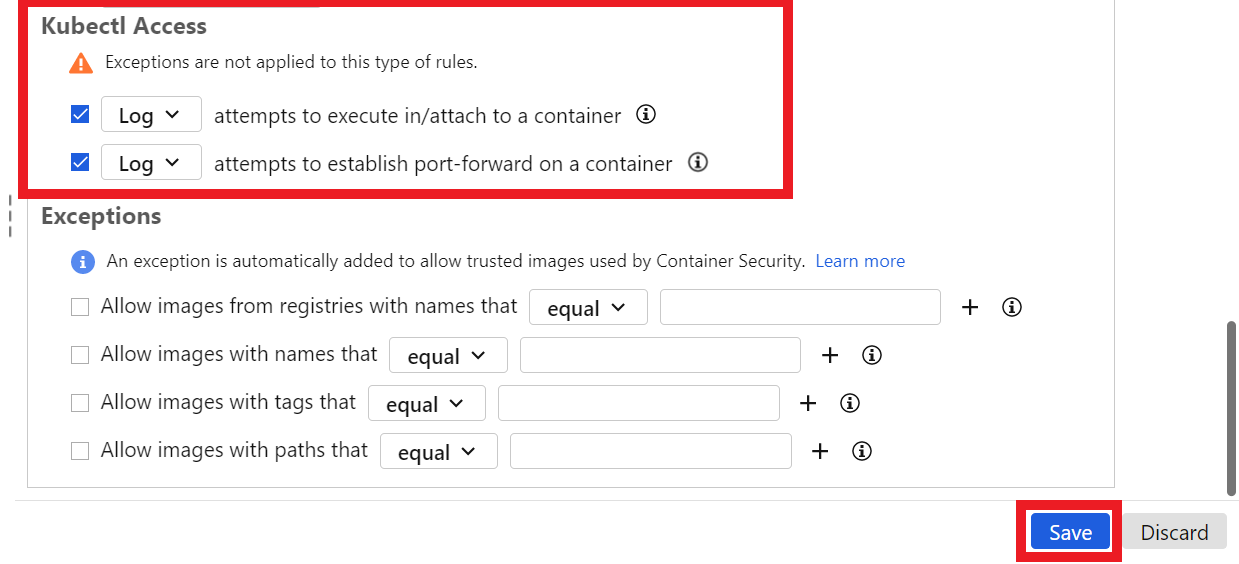 Kubectl Access
Exceptions are not applied to this type of rules.
Log attempts to execute in/attach to a container
Log attempts to establish port-forward on a container
Exceptions
An exception is automatically added to allow trusted images used by Container Security. Learn more
Allow images from registries with names that equal
Allow images with names that equal
Allow images with tags that equal
Allow images with paths that equal
Save Discard